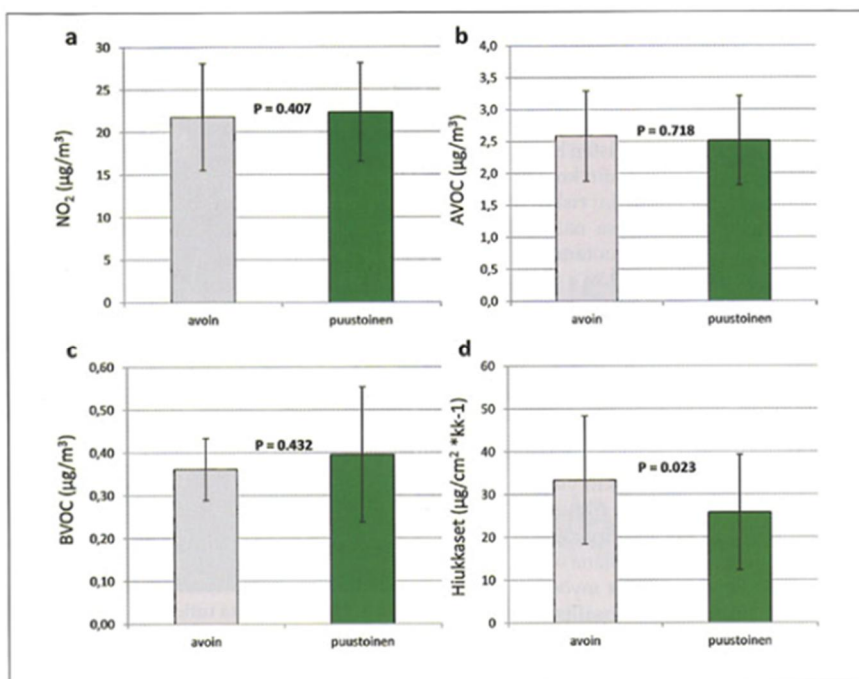 a
NO₂ (µg/m³)
30
25
20
15
10
5
0
P = 0.407
avoin puustoinen
b
AVOC (µg/m³)
4,0
3,5
3,0
2,5
2,0
1,5
1,0
0,5
0,0
P = 0.718
avoin puustoinen
c
BVOC (µg/m³)
0,60
0,50
0,40
0,30
0,20
0,10
0,00
P = 0.432
avoin puustoinen
d
Hiukkaset (µg/cm² *kk-1)
60
50
40
30
20
10
0
P = 0.023
avoin puustoinen